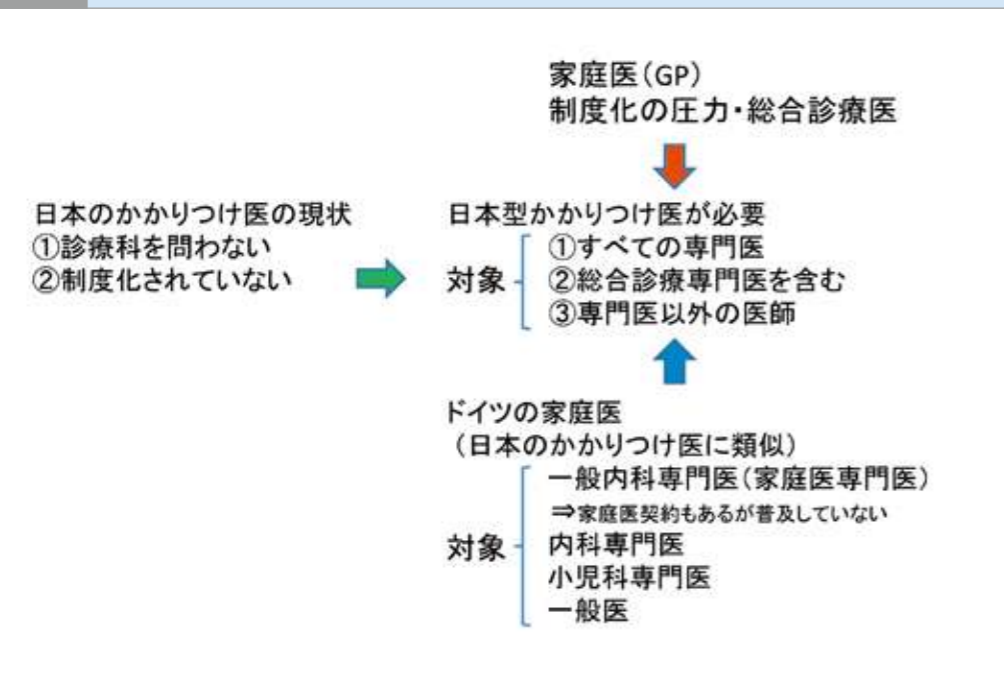 家庭医(GP)
制度化の圧力・総合診療医
日本のかかりつけ医の現状
①診療科を問わない
②制度化されていない
日本型かかりつけ医が必要
対象
①すべての専門医
②総合診療専門医を含む
③専門医以外の医師
ドイツの家庭医
(日本のかかりつけ医に類似)
対象
一般内科専門医(家庭医専門医)
⇒家庭医契約もあるが普及していない
内科専門医
小児科専門医
一般医